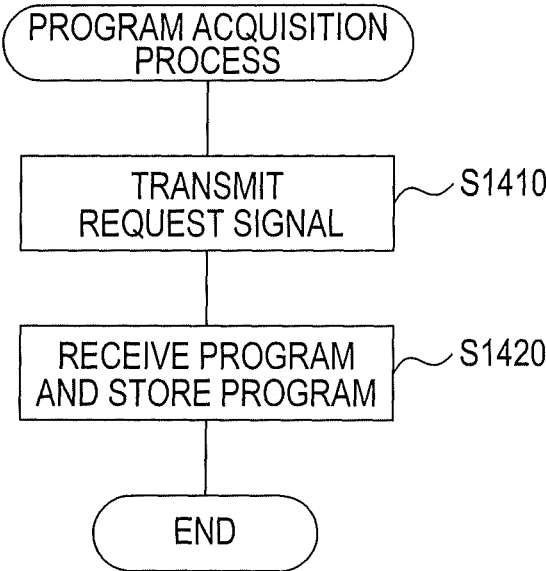 PROGRAM ACQUISITION
PROCESS
TRANSMIT
REQUEST SIGNAL
S1410
RECEIVE PROGRAM
AND STORE PROGRAM
S1420
END